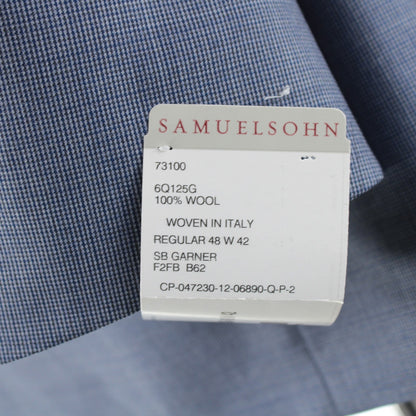 SAMUELSOHN
73100
6Q125G
100% WOOL
WOVEN IN ITALY
REGULAR 48 W 42
SB GARNER
F2FB B62
CP-047230-12-06890-Q-P-2